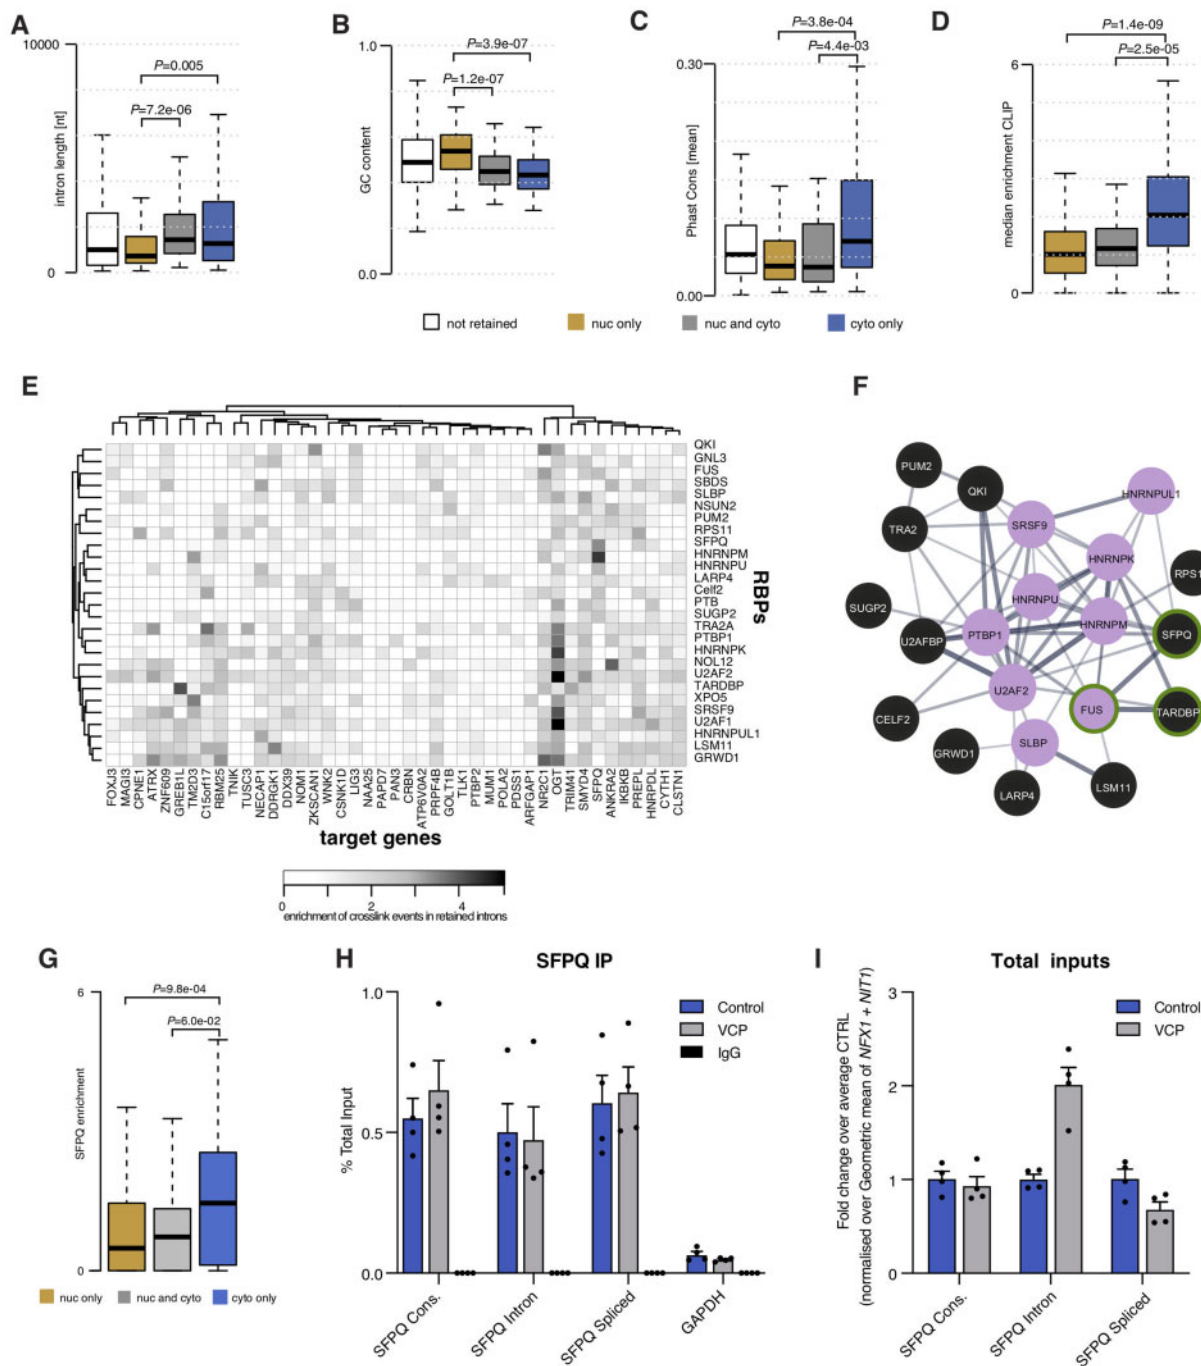 A
10000
P=0.005
P=7.2e-06
intron length [nt]
0
B
1.0
P=3.9e-07
P=1.2e-07
GC content
0.0
C
P=3.8e-04
P=4.4e-03
0.30
Phast Cons [mean]
0.00
D
P=1.4e-09
P=2.5e-05
6
median enrichment CLIP
0
not retained
nuc only
nuc and cyto
cyto only
E
QKI
GNL3
FUS
SBDS
SLBP
NSUN2
PUM2
RPS11
SFPQ
HNRNPM
HNRNPU
LARP4
Celf2
PTB
SUGP2
TRA2A
PTBP1
HNRNPK
NOL12
U2AF2
TARDBP
XPO5
SRSF9
U2AF1
HNRNPUL1
LSM11
GRWD1
RBPs
FOXJ3
MAGI3
CPNE1
ATRX
ZNF609
GREB1L
TM2D3
C15orf17
RBM25
TNIK
TUSC3
NECAP1
DDRGK1
DDX39
NOM1
ZKSCAN1
WNK2
CSNK1D
LIG3
NAA25
PAPD7
PAN3
CRBN
ATP6V0A2
PRPF4B
GOLT1B
TLK1
PTBP2
MUM1
POLA2
PDSS1
ARFGAP1
NR2C1
OGT
TRIM41
SMYD4
SFPQ
ANKRA2
IKBKB
PREPL
HNRPDL
CYTH1
CLSTN1
target genes
0
2
4
enrichment of crosslink events in retained introns
F
PUM2
QKI
HNRNPUL1
TRA2
SRSF9
HNRNPK
RPS1
SUGP2
HNRNPU
U2AFBP
PTBP1
HNRNPM
SFPQ
U2AF2
CELF2
FUS
TARDBP
GRWD1
SLBP
LARP4
LSM11
G
6
P=9.8e-04
P=6.0e-02
SFPQ enrichment
0
nuc only
nuc and cyto
cyto only
H
SFPQ IP
1.0
0.5
0.0
% Total Input
Control
VCP
IgG
SFPQ Cons.
SFPQ Intron
SFPQ Spliced
GAPDH
I
Total inputs
Fold change over average CTRL
(normalised over Geometric mean of NFX1 + NIT1)
3
2
1
0
Control
VCP
SFPQ Cons.
SFPQ Intron
SFPQ Spliced